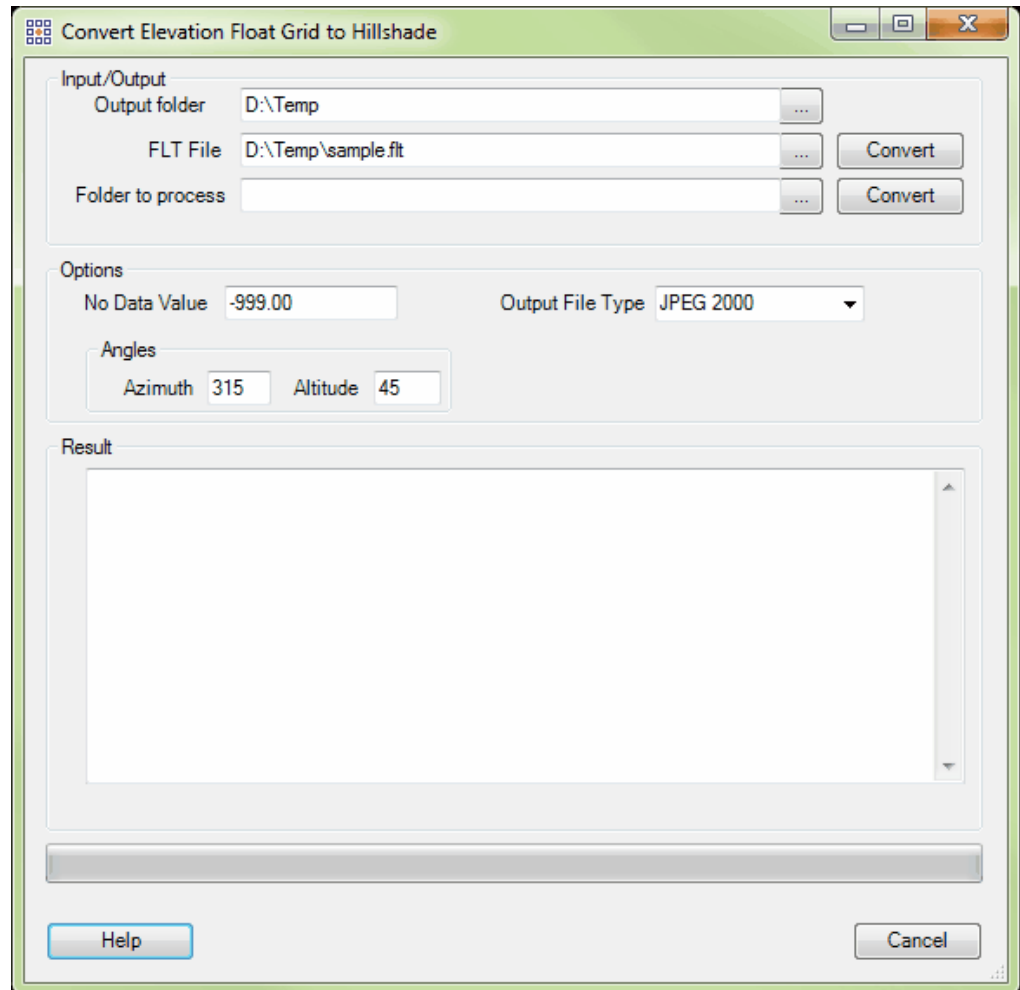 Convert Elevation Float Grid to Hillshade
Input/Output
Output folder D:\Temp ...
FLT File D:\Temp\sample.flt ... Convert
Folder to process ... Convert
Options
No Data Value -999.00 Output File Type JPEG 2000
Angles
Azimuth 315 Altitude 45
Result
Help Cancel